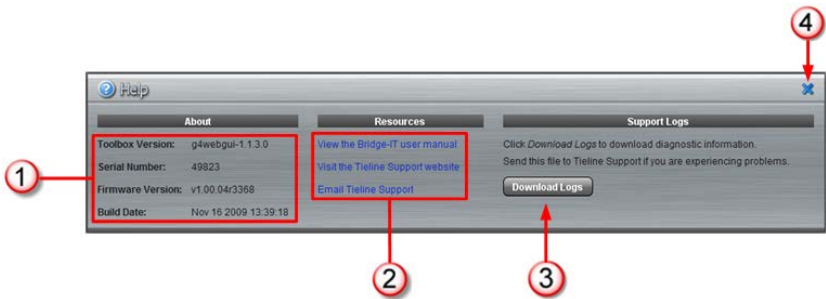 4
Help
About
Resources
Support Logs
Toolbox Version: g4webgui-1.1.3.0
Serial Number: 49823
Firmware Version: v1.00.04r3368
Build Date: Nov 16 2009 13:39:18
View the Bridge-IT user manual
Visit the Tieline Support website
Email Tieline Support
Click Download Logs to download diagnostic information.
Send this file to Tieline Support if you are experiencing problems.
Download Logs
1
2
3